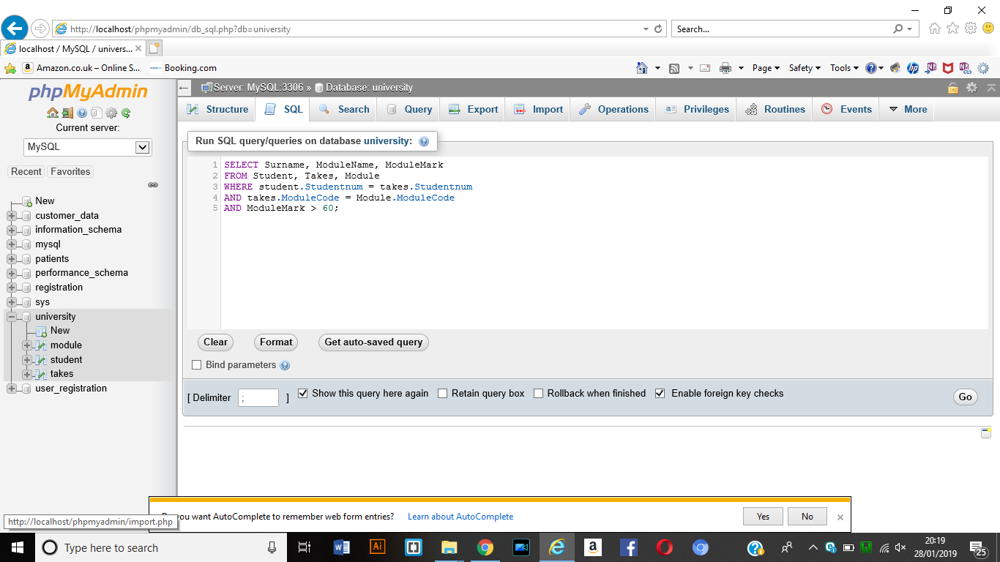 http://localhost/phpmyadmin/db_sql.php?db=university
Search...
localhost / MySQL / univers...
Amazon.co.uk – Online S...
Booking.com
Page
Safety
Tools
phpMyAdmin
Current server:
MySQL
Recent
Favorites
New
customer_data
information_schema
mysql
patients
performance_schema
registration
sys
university
New
module
student
takes
user_registration
Server: MySQL:3306 » Database: university
Structure
SQL
Search
Query
Export
Import
Operations
Privileges
Routines
Events
More
Run SQL query/queries on database university:
1 SELECT Surname, ModuleName, ModuleMark
2 FROM Student, Takes, Module
3 WHERE student.Studentnum = takes.Studentnum
4 AND takes.ModuleCode = Module.ModuleCode
5 AND ModuleMark > 60;
Clear
Format
Get auto-saved query
Bind parameters
[ Delimiter ; ]
Show this query here again
Retain query box
Rollback when finished
Enable foreign key checks
Go
you want AutoComplete to remember web form entries?
Learn about AutoComplete
Yes
No
http://localhost/phpmyadmin/import.php
Type here to search
20:19
28/01/2019
25